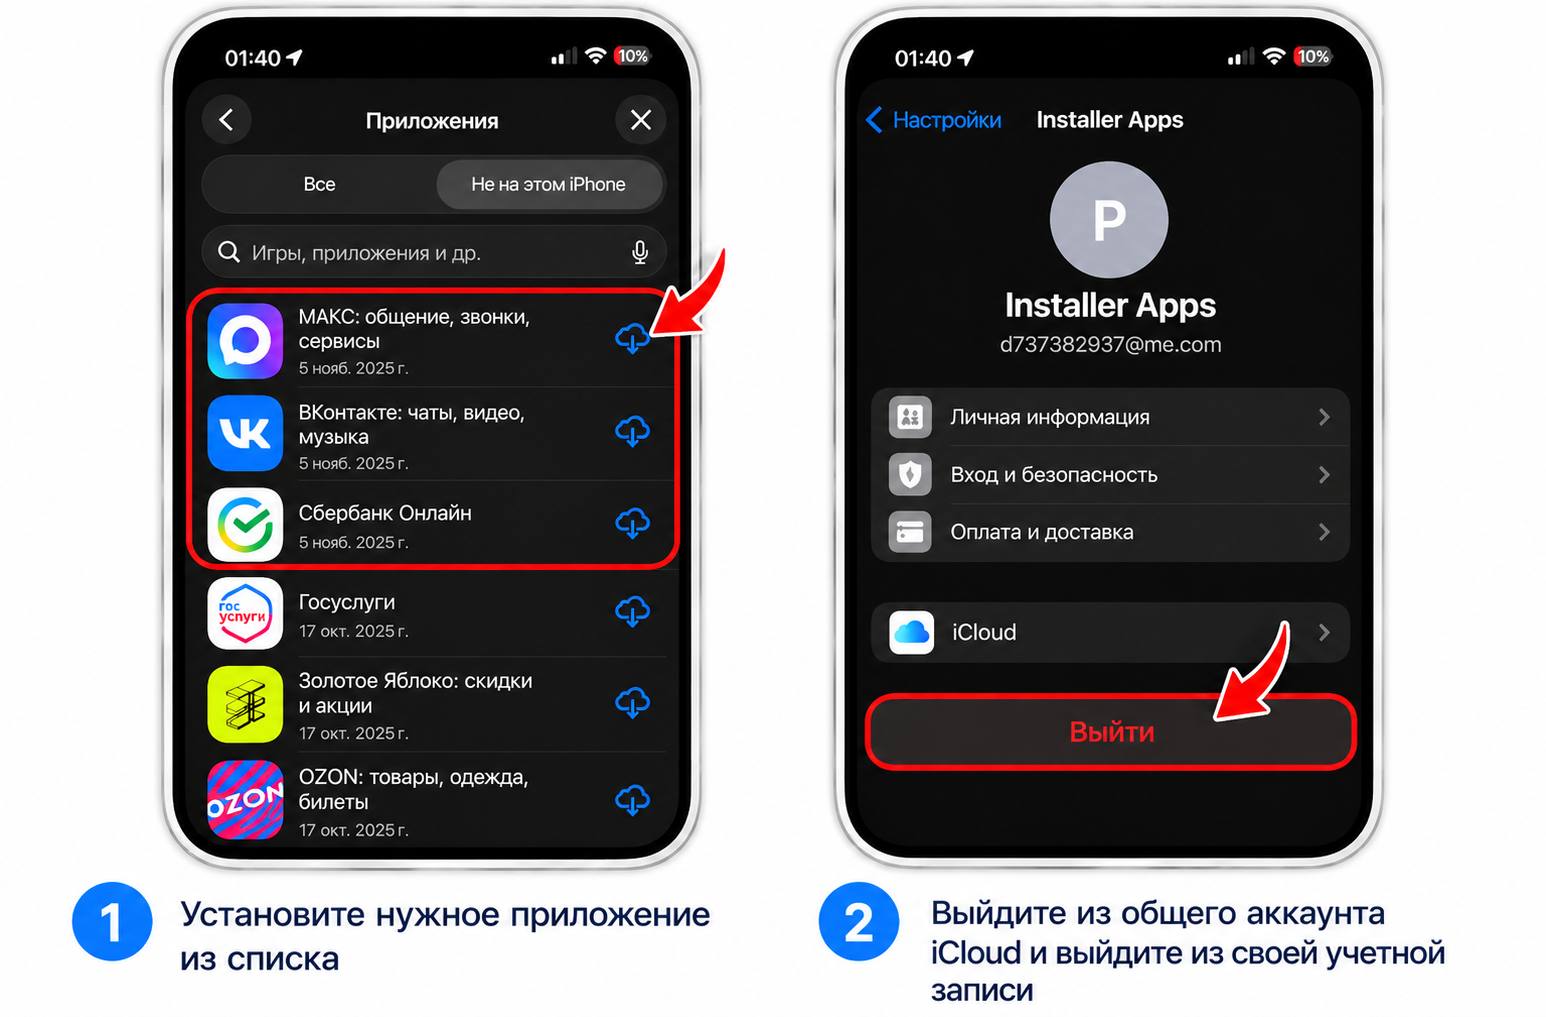 01:40
10%
Приложения
Все
Не на этом iPhone
Игры, приложения и др.
МАКС: общение, звонки,
сервисы
5 нояб. 2025 г.
VK
ВКонтакте: чаты, видео,
музыка
5 нояб. 2025 г.
Сбербанк Онлайн
5 нояб. 2025 г.
гос
услуги
Госуслуги
17 окт. 2025 г.
Золотое Яблоко: скидки
и акции
17 окт. 2025 г.
OZON
OZON: товары, одежда,
билеты
17 окт. 2025 г.
1
Установите нужное приложение
из списка
01:40
10%
Настройки
Installer Apps
P
Installer Apps
d737382937@me.com
Личная информация
Вход и безопасность
Оплата и доставка
iCloud
Выйти
2
Выйдите из общего аккаунта
iCloud и выйдите из своей учетной
записи